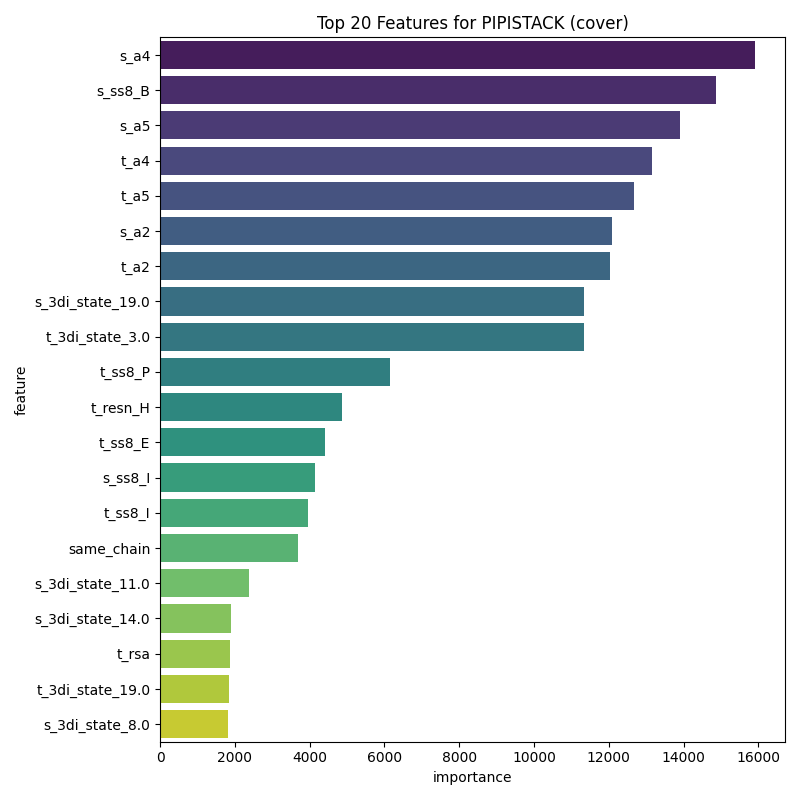 Top 20 Features for PIPISTACK (cover)
s_a4
s_ss8_B
s_a5
t_a4
t_a5
s_a2
t_a2
s_3di_state_19.0
t_3di_state_3.0
t_ss8_P
t_resn_H
t_ss8_E
s_ss8_I
t_ss8_I
same_chain
s_3di_state_11.0
s_3di_state_14.0
t_rsa
t_3di_state_19.0
s_3di_state_8.0
feature
0 2000 4000 6000 8000 10000 12000 14000 16000
importance